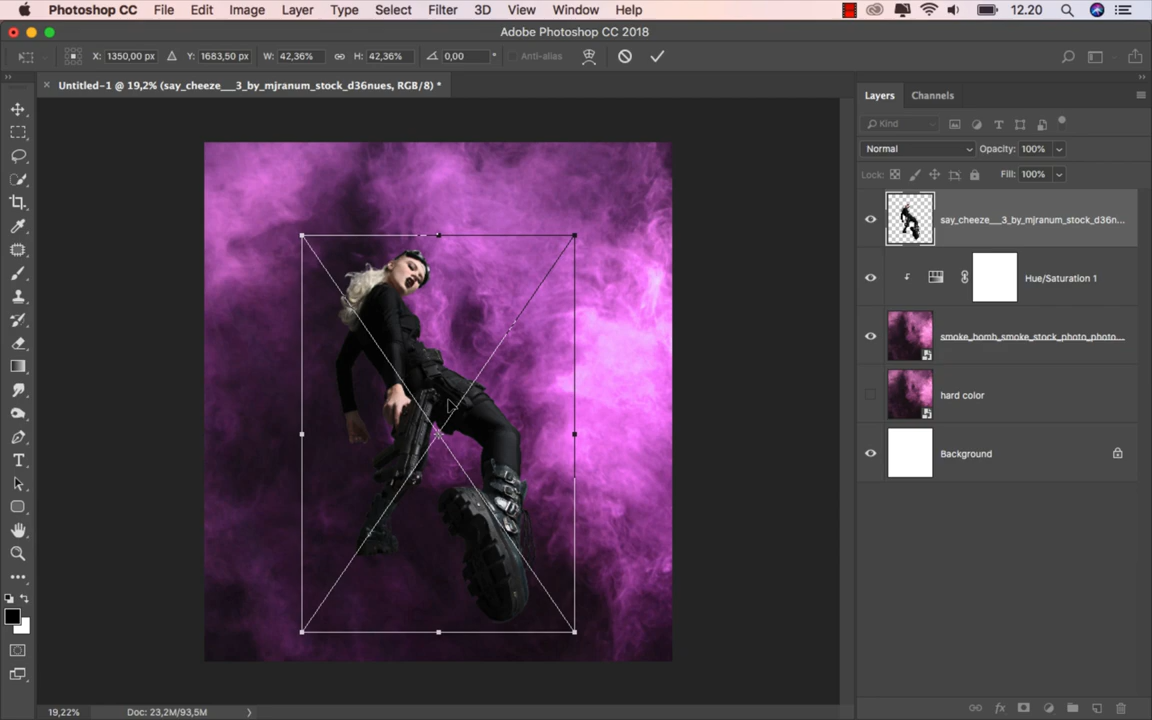 Photoshop CC File Edit Image Layer Type Select Filter 3D View Window Help 12.20
Adobe Photoshop CC 2018
X: 1350,00 px Y: 1683,50 px W: 42,36% H: 42,36% 0,00 ° Anti-alias
Untitled-1 @ 19,2% (say_cheeze___3_by_mjranum_stock_d36nues, RGB/8) *
Layers Channels
Kind
Normal Opacity: 100%
Lock: Fill: 100%
say_cheeze___3_by_mjranum_stock_d36n...
Hue/Saturation 1
smoke_bomb_smoke_stock_photo_photo...
hard color
Background
19,22% Doc: 23,2M/93,5M